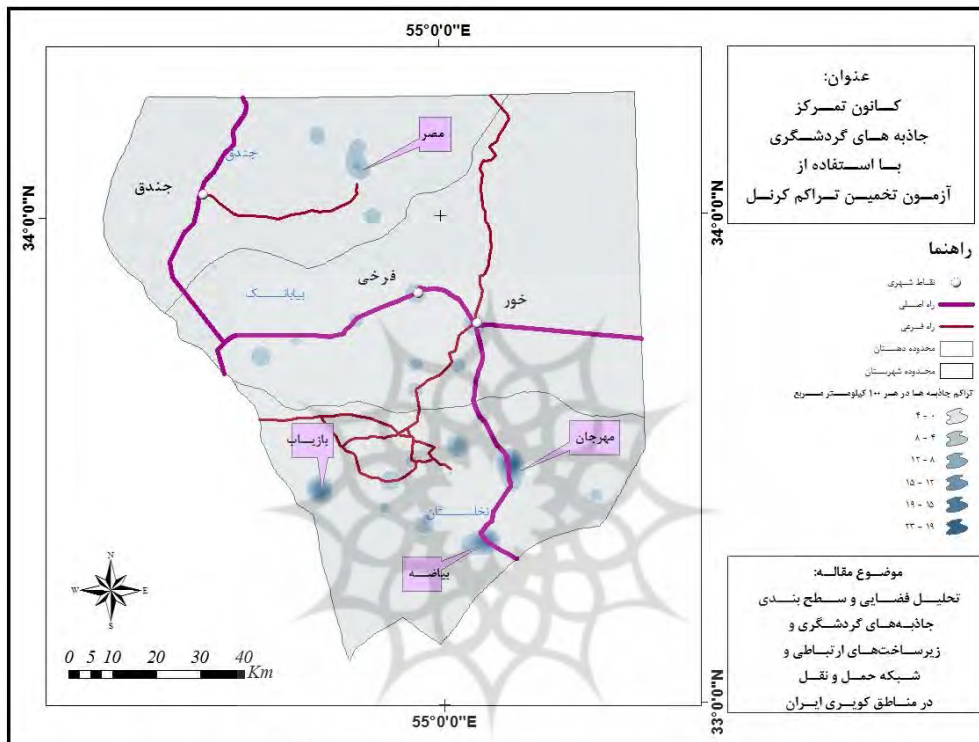 55°0'0"E
عنوان:
کانون تمرکز
جاذبه های گردشگری
با استفاده از
آزمون تخمین تراکم کرنل
34°0'0"N
34°0'0"N
مصر
جندق
جندق
فرخی
بیابانک
خور
بازیاب
مهرجان
نخلستان
بیاضه
راهنما
نقاط شهری
راه اصلی
راه فرعی
محدوده دهستان
محدوده شهرستان
تراکم جاذبه ها در هر ۱۰۰ کیلومتر مربع
۰ - ۴
۴ - ۸
۸ - ۱۲
۱۲ - ۱۵
۱۵ - ۱۹
۱۹ - ۲۳
N
W
E
S
0 5 10 20 30 40
Km
موضوع مقاله:
تحلیل فضایی و سطح بندی
جاذبه‌های گردشگری و
زیرساخت‌های ارتباطی و
شبکه حمل و نقل
در مناطق کویری ایران
55°0'0"E
33°0'0"N